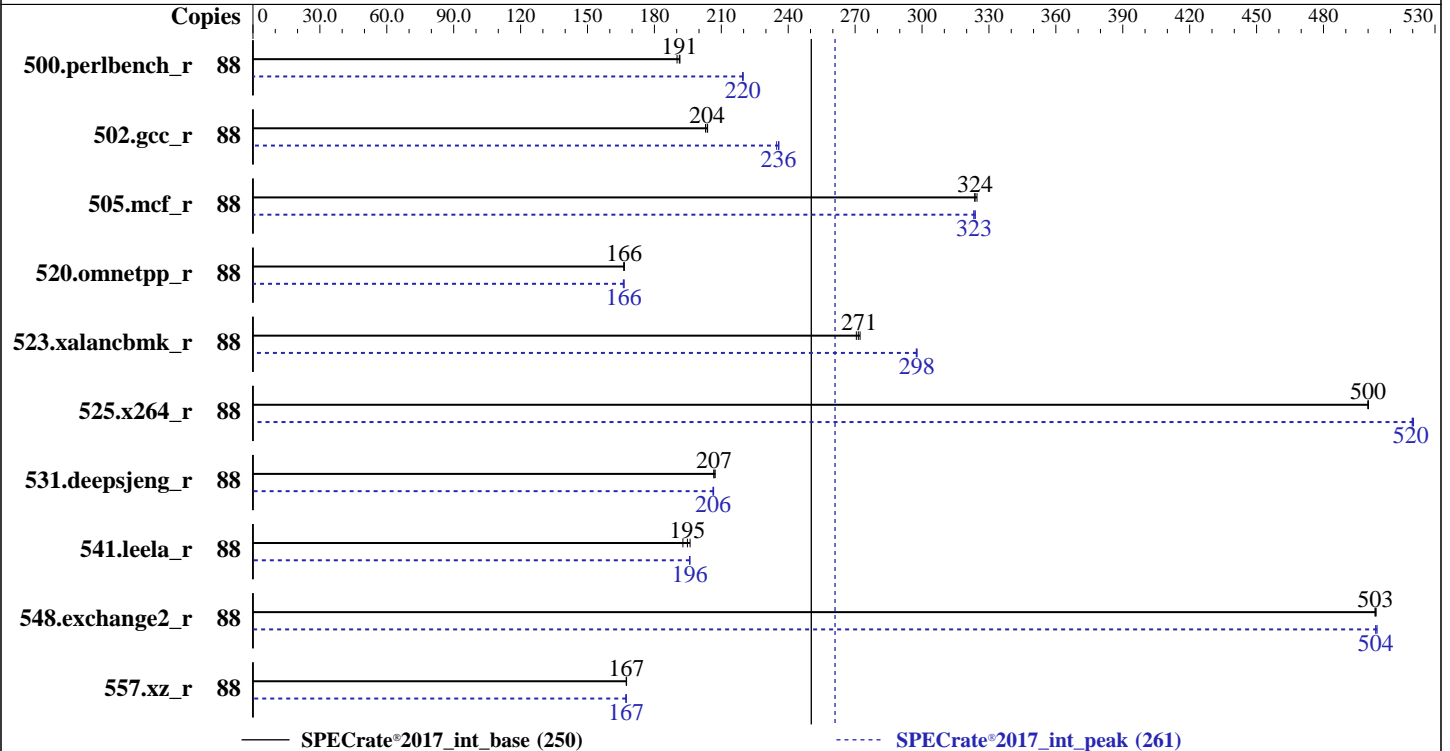 Copies 0 30.0 60.0 90.0 120 150 180 210 240 270 300 330 360 390 420 450 480 530
191
500.perlbench_r 88
220
204
502.gcc_r 88
236
324
505.mcf_r 88
323
166
520.omnetpp_r 88
166
271
523.xalancbmk_r 88
298
500
525.x264_r 88
520
207
531.deepsjeng_r 88
206
195
541.leela_r 88
196
503
548.exchange2_r 88
504
167
557.xz_r 88
167
SPECrate®2017_int_base (250) SPECrate®2017_int_peak (261)